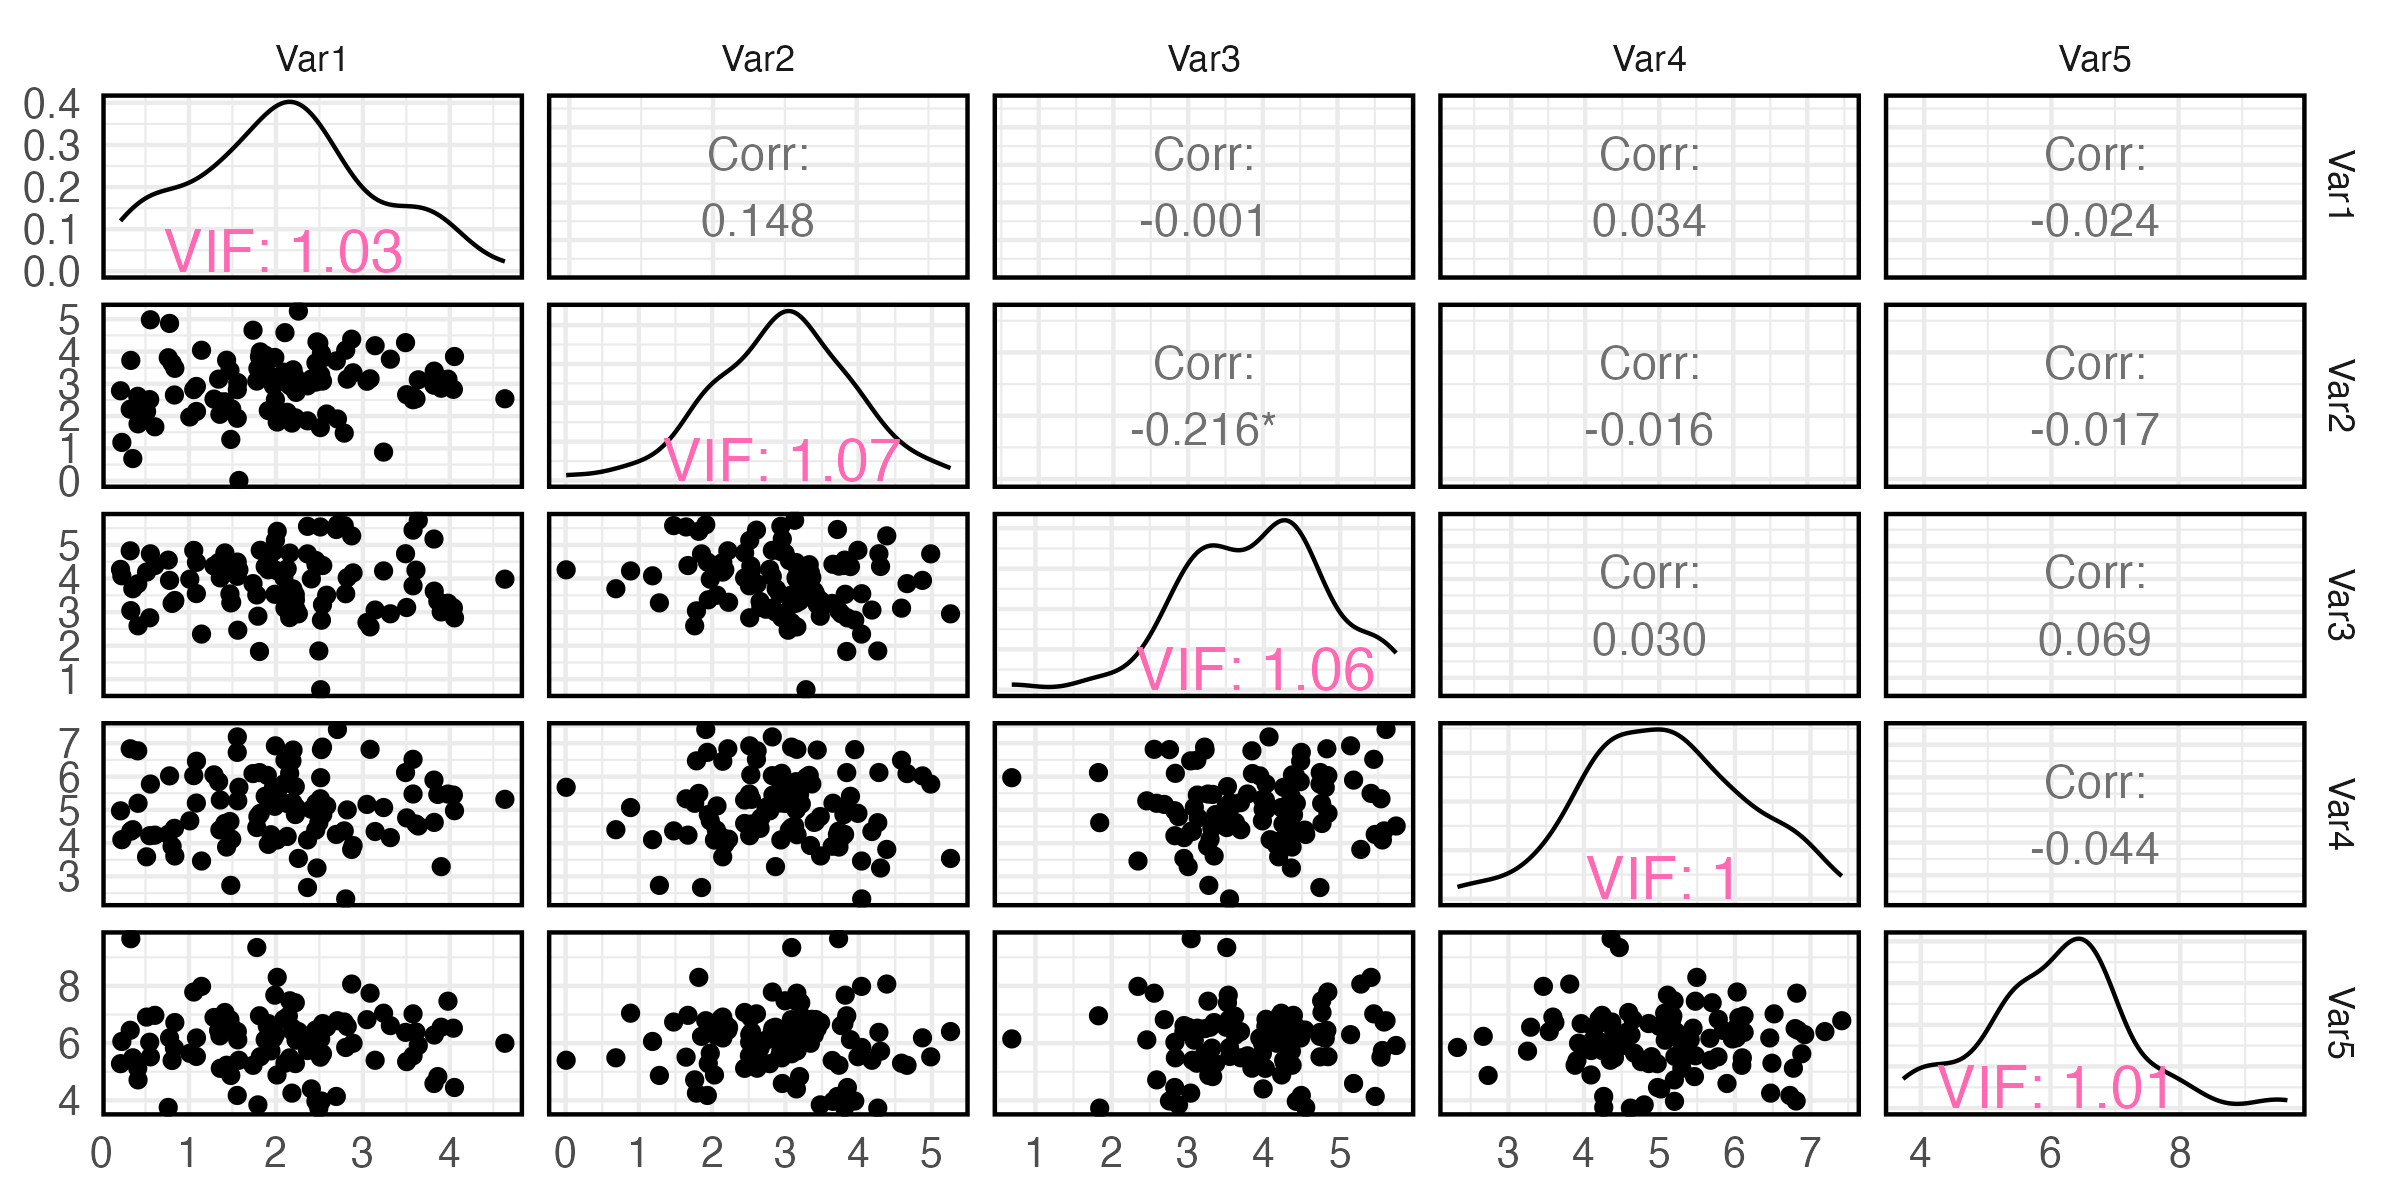 Var1 Var2 Var3 Var4 Var5
0.4
0.3
0.2
0.1
0.0
VIF: 1.03
Corr:
0.148
Corr:
-0.001
Corr:
0.034
Corr:
-0.024
Var1
5
4
3
2
1
0
VIF: 1.07
Corr:
-0.216*
Corr:
-0.016
Corr:
-0.017
Var2
5
4
3
2
1
VIF: 1.06
Corr:
0.030
Corr:
0.069
Var3
7
6
5
4
3
VIF: 1
Corr:
-0.044
Var4
8
6
4
VIF: 1.01
Var5
0 1 2 3 4
0 1 2 3 4 5
1 2 3 4 5
3 4 5 6 7
4 6 8